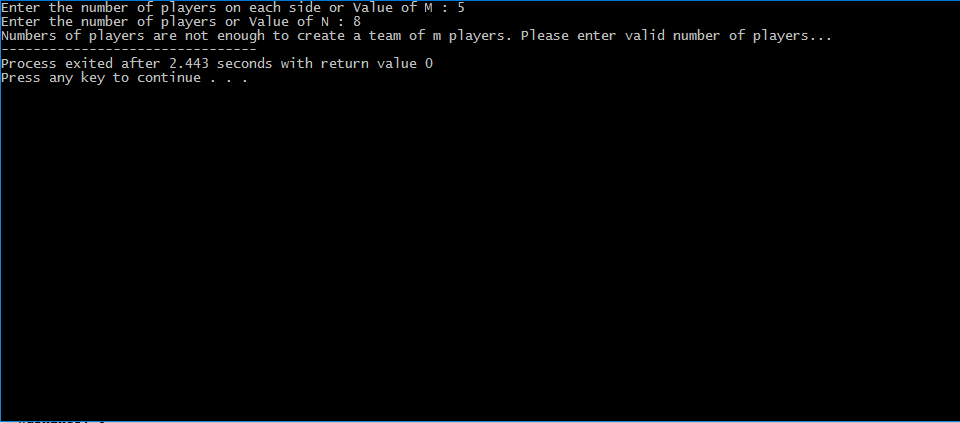 Enter the number of players on each side or Value of M : 5
Enter the number of players or Value of N : 8
Numbers of players are not enough to create a team of m players. Please enter valid number of players...
--------------------------------
Process exited after 2.443 seconds with return value 0
Press any key to continue . . .